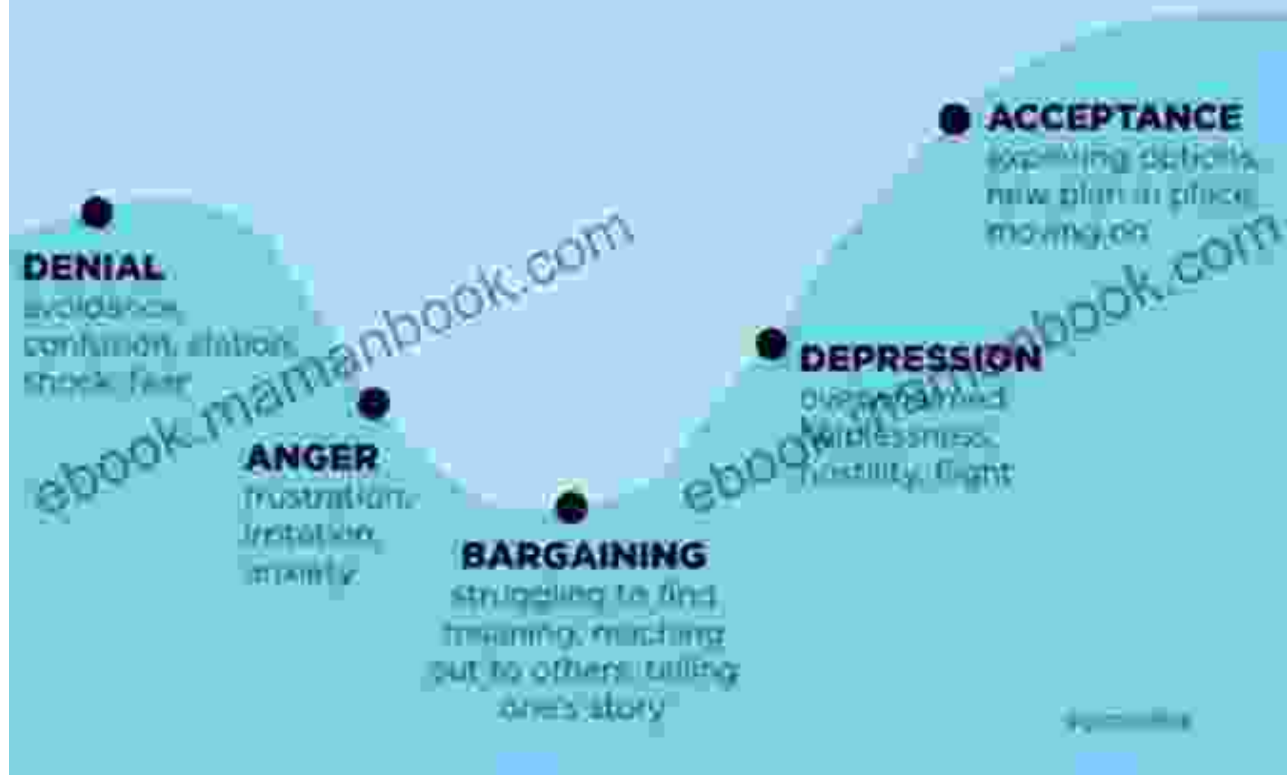 DENIAL
avoidance,
confusion, elation,
shock, fear
ANGER
frustration,
irritation,
anxiety
BARGAINING
struggling to find
meaning, reaching
out to others, telling
one's story
DEPRESSION
overwhelmed
helplessness,
hostility, flight
ACCEPTANCE
exploring options,
new plan in place,
moving on
ebook.mamanbook.com
ebook.mamanbook.com